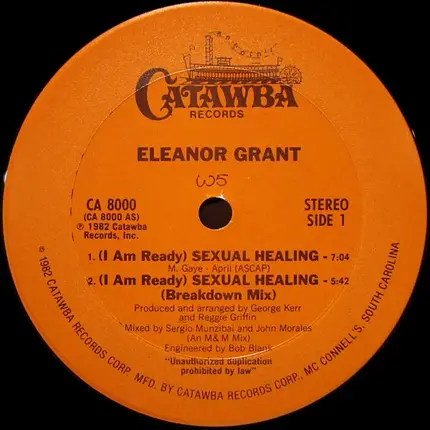 CATAWBA
RECORDS
ELEANOR GRANT
W5
CA 8000
(CA 8000 AS)
℗ 1982 Catawba
Records, Inc.
STEREO
SIDE 1
1. (I Am Ready) SEXUAL HEALING - 7:04
M. Gaye - April (ASCAP)
2. (I Am Ready) SEXUAL HEALING - 5:42
(Breakdown Mix)
Produced and arranged by George Kerr
and Reggie Griffin
Mixed by Sergio Munzibai and John Morales
(An M&M Mix)
Engineered by Bob Blank
"Unauthorized duplication
prohibited by law"
© 1982 CATAWBA RECORDS CORP. MFD. BY CATAWBA RECORDS CORP., MC CONNELL'S, SOUTH CAROLINA